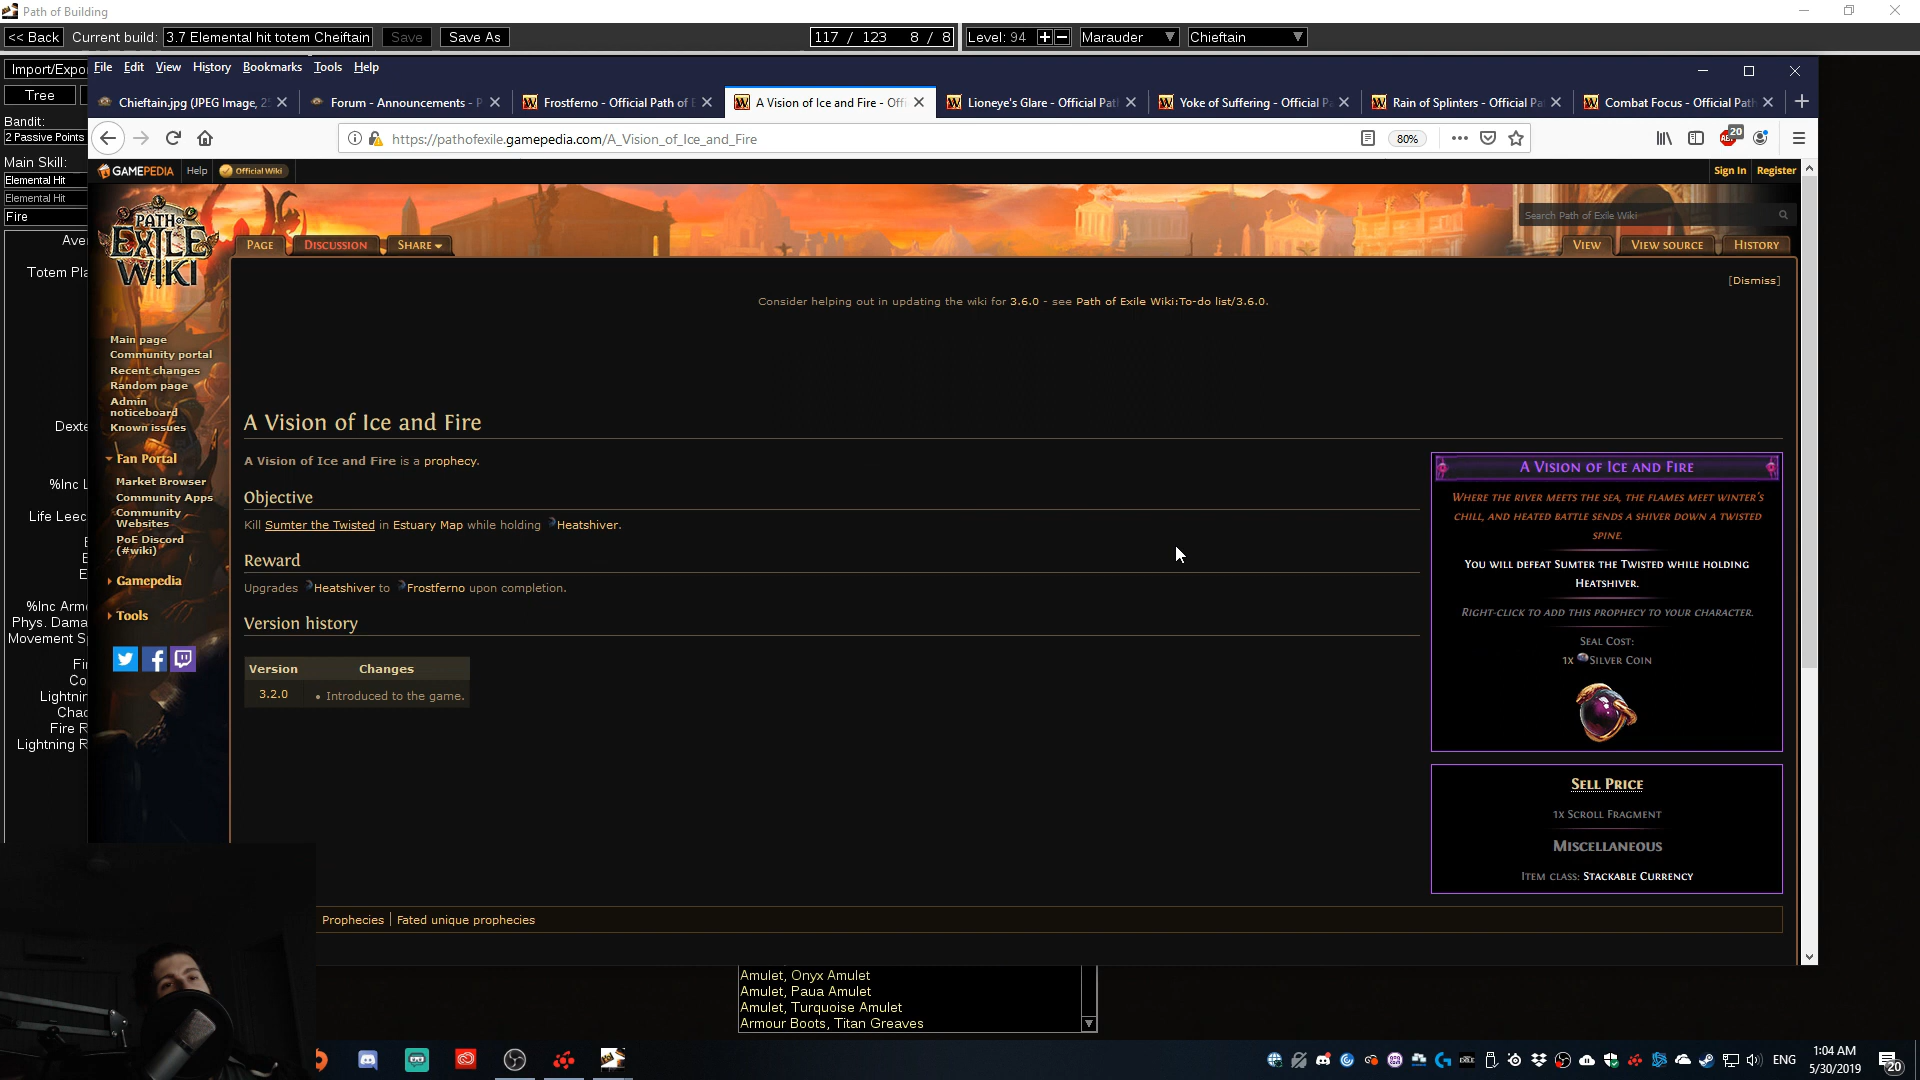 Path of Building
<< Back
Current build:
3.7 Elemental hit totem Cheiftain
Save
Save As
117 / 123 8 / 8
Level: 94
Marauder
Chieftain
Import/Expo
Tree
Bandit:
2 Passive Points
Main Skill:
Elemental Hit
Elemental Hit
Fire
Aver
Totem Pla
Dexte
%Inc L
Life Leec
%Inc Armo
Phys. Dama
Movement S
Fir
Co
Lightnin
Chao
Fire R
Lightning R
File Edit View History Bookmarks Tools Help
Chieftain.jpg (JPEG Image, 2
Forum - Announcements - P
Frostferno - Official Path of E
A Vision of Ice and Fire - Offi
Lioneye's Glare - Official Pat
Yoke of Suffering - Official P
Rain of Splinters - Official Pa
Combat Focus - Official Path
https://pathofexile.gamepedia.com/A_Vision_of_Ice_and_Fire
80%
20
GAMEPEDIA
Help
Official Wiki
Sign In
Register
PATH OF EXILE WIKI
Page
Discussion
Share
Search Path of Exile Wiki
View
View source
History
[Dismiss]
Consider helping out in updating the wiki for 3.6.0 - see Path of Exile Wiki:To-do list/3.6.0.
Main page
Community portal
Recent changes
Random page
Admin
noticeboard
Known issues
Fan Portal
Market Browser
Community Apps
Community
Websites
PoE Discord
(#wiki)
Gamepedia
Tools
A Vision of Ice and Fire
A Vision of Ice and Fire is a prophecy.
Objective
Kill Sumter the Twisted in Estuary Map while holding Heatshiver.
Reward
Upgrades Heatshiver to Frostferno upon completion.
Version history
Version Changes
3.2.0 • Introduced to the game.
A Vision of Ice and Fire
Where the river meets the sea, the flames meet winter's
chill, and heated battle sends a shiver down a twisted
spine.
You will defeat Sumter the Twisted while holding
Heatshiver.
Right-click to add this prophecy to your character.
Seal Cost:
1x Silver Coin
Sell Price
1x Scroll Fragment
Miscellaneous
Item class: Stackable Currency
Prophecies
Fated unique prophecies
Amulet, Onyx Amulet
Amulet, Paua Amulet
Amulet, Turquoise Amulet
Armour Boots, Titan Greaves
ENG
1:04 AM
5/30/2019
20